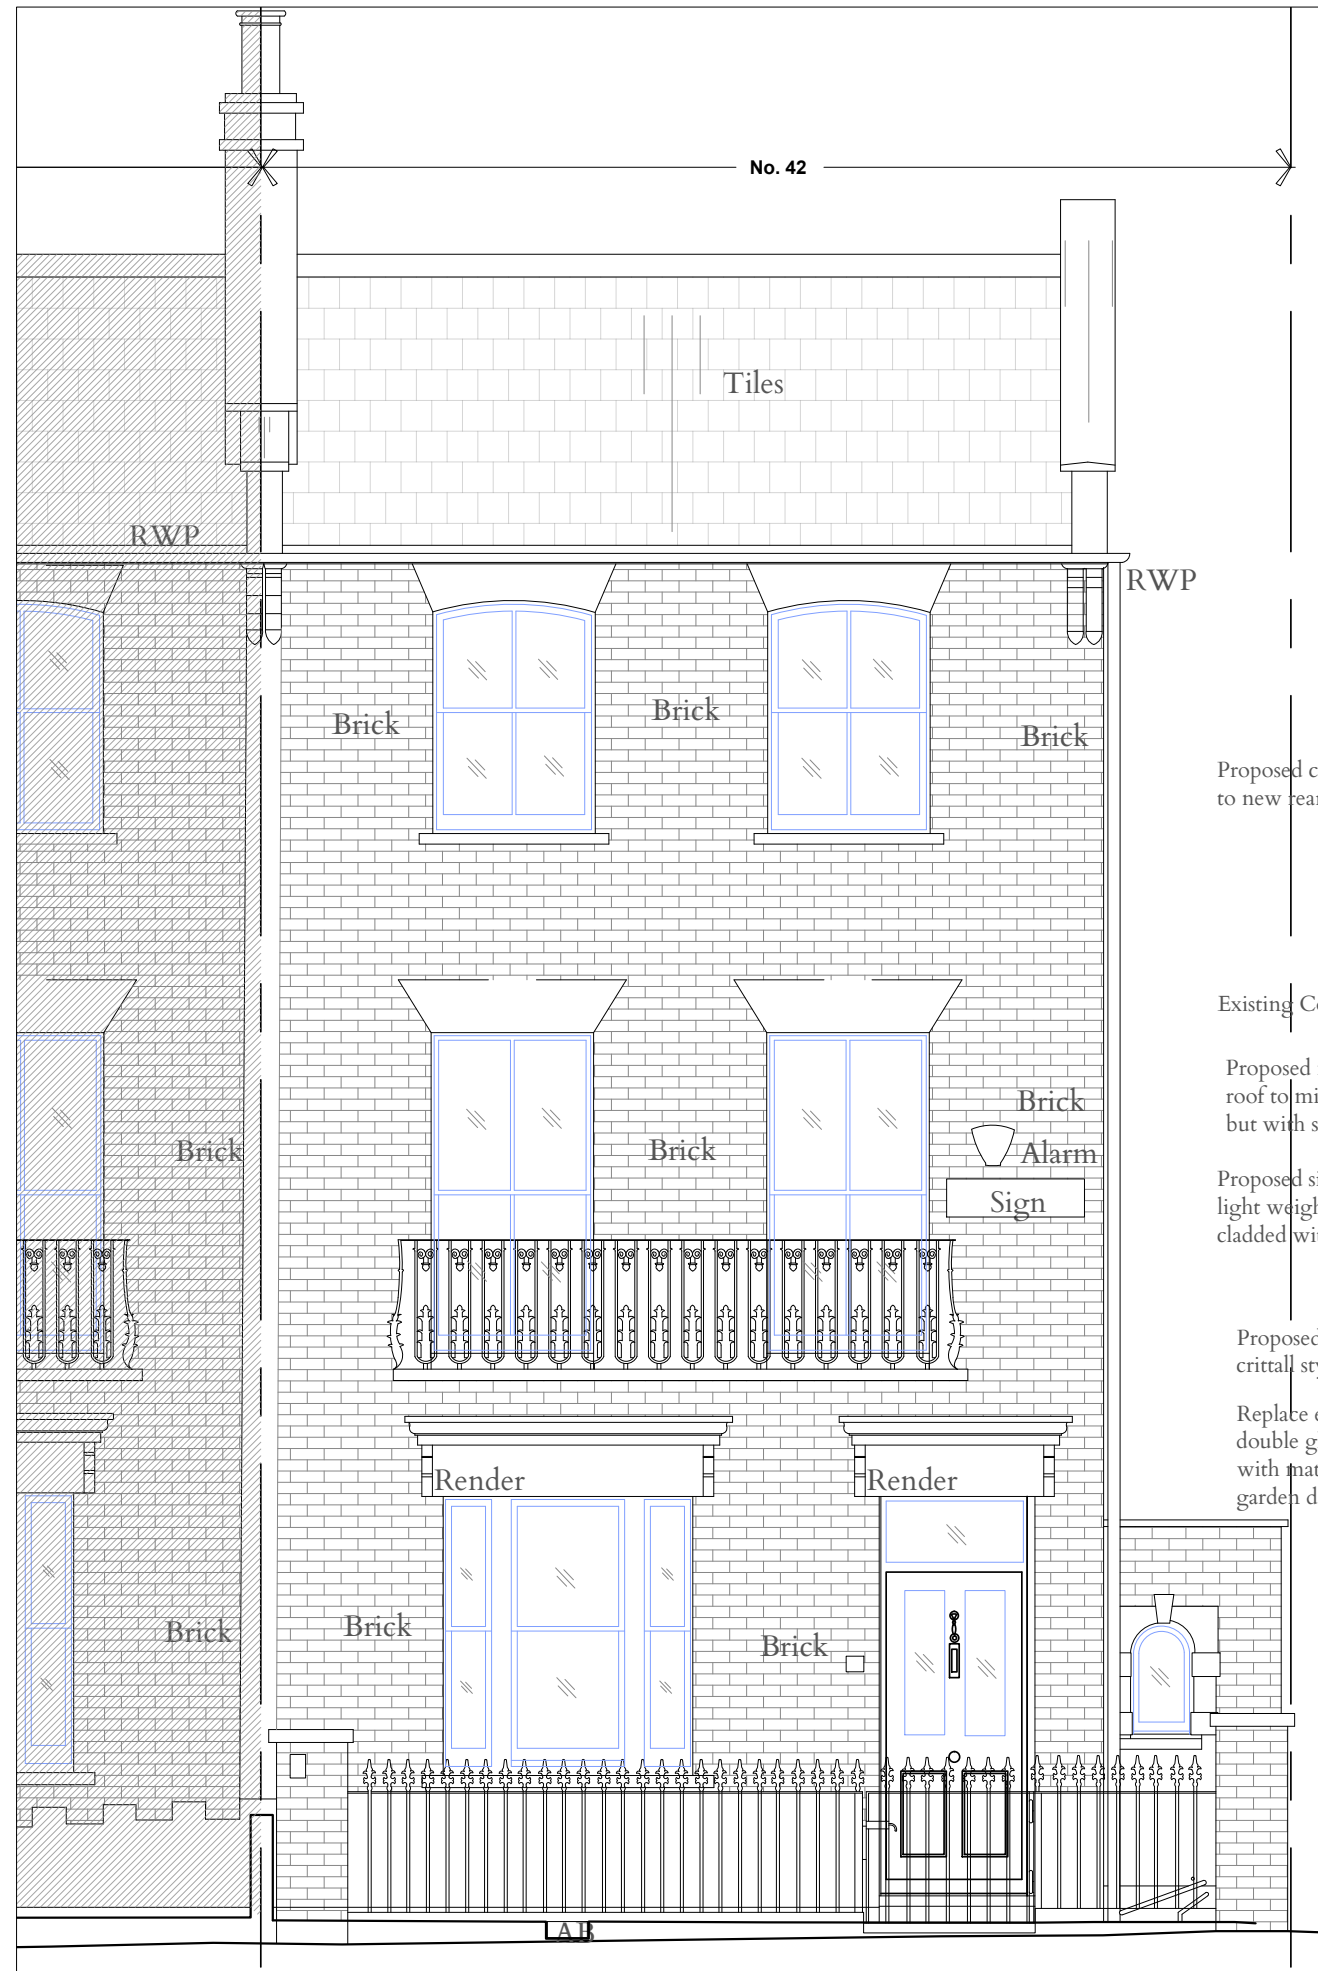 No. 42
Tiles
RWP
RWP
Brick
Brick
Brick
Proposed
to new
Existing
Brick
Proposed
roof to
but with
Brick
Brick
Alarm
Proposed
Sign
light
cladded
Proposed
crittall
Replace
double
Render
Render
with
garden
Brick
Brick
Brick
AB